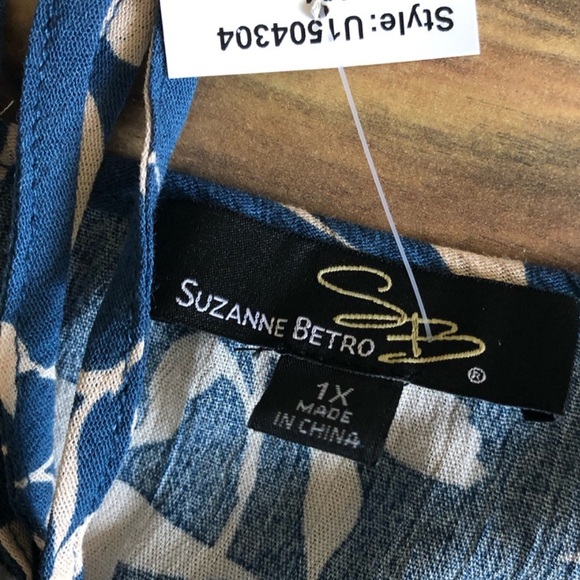 Style: U1504304
SUZANNE BETRO
SB
®
1X
MADE
IN CHINA